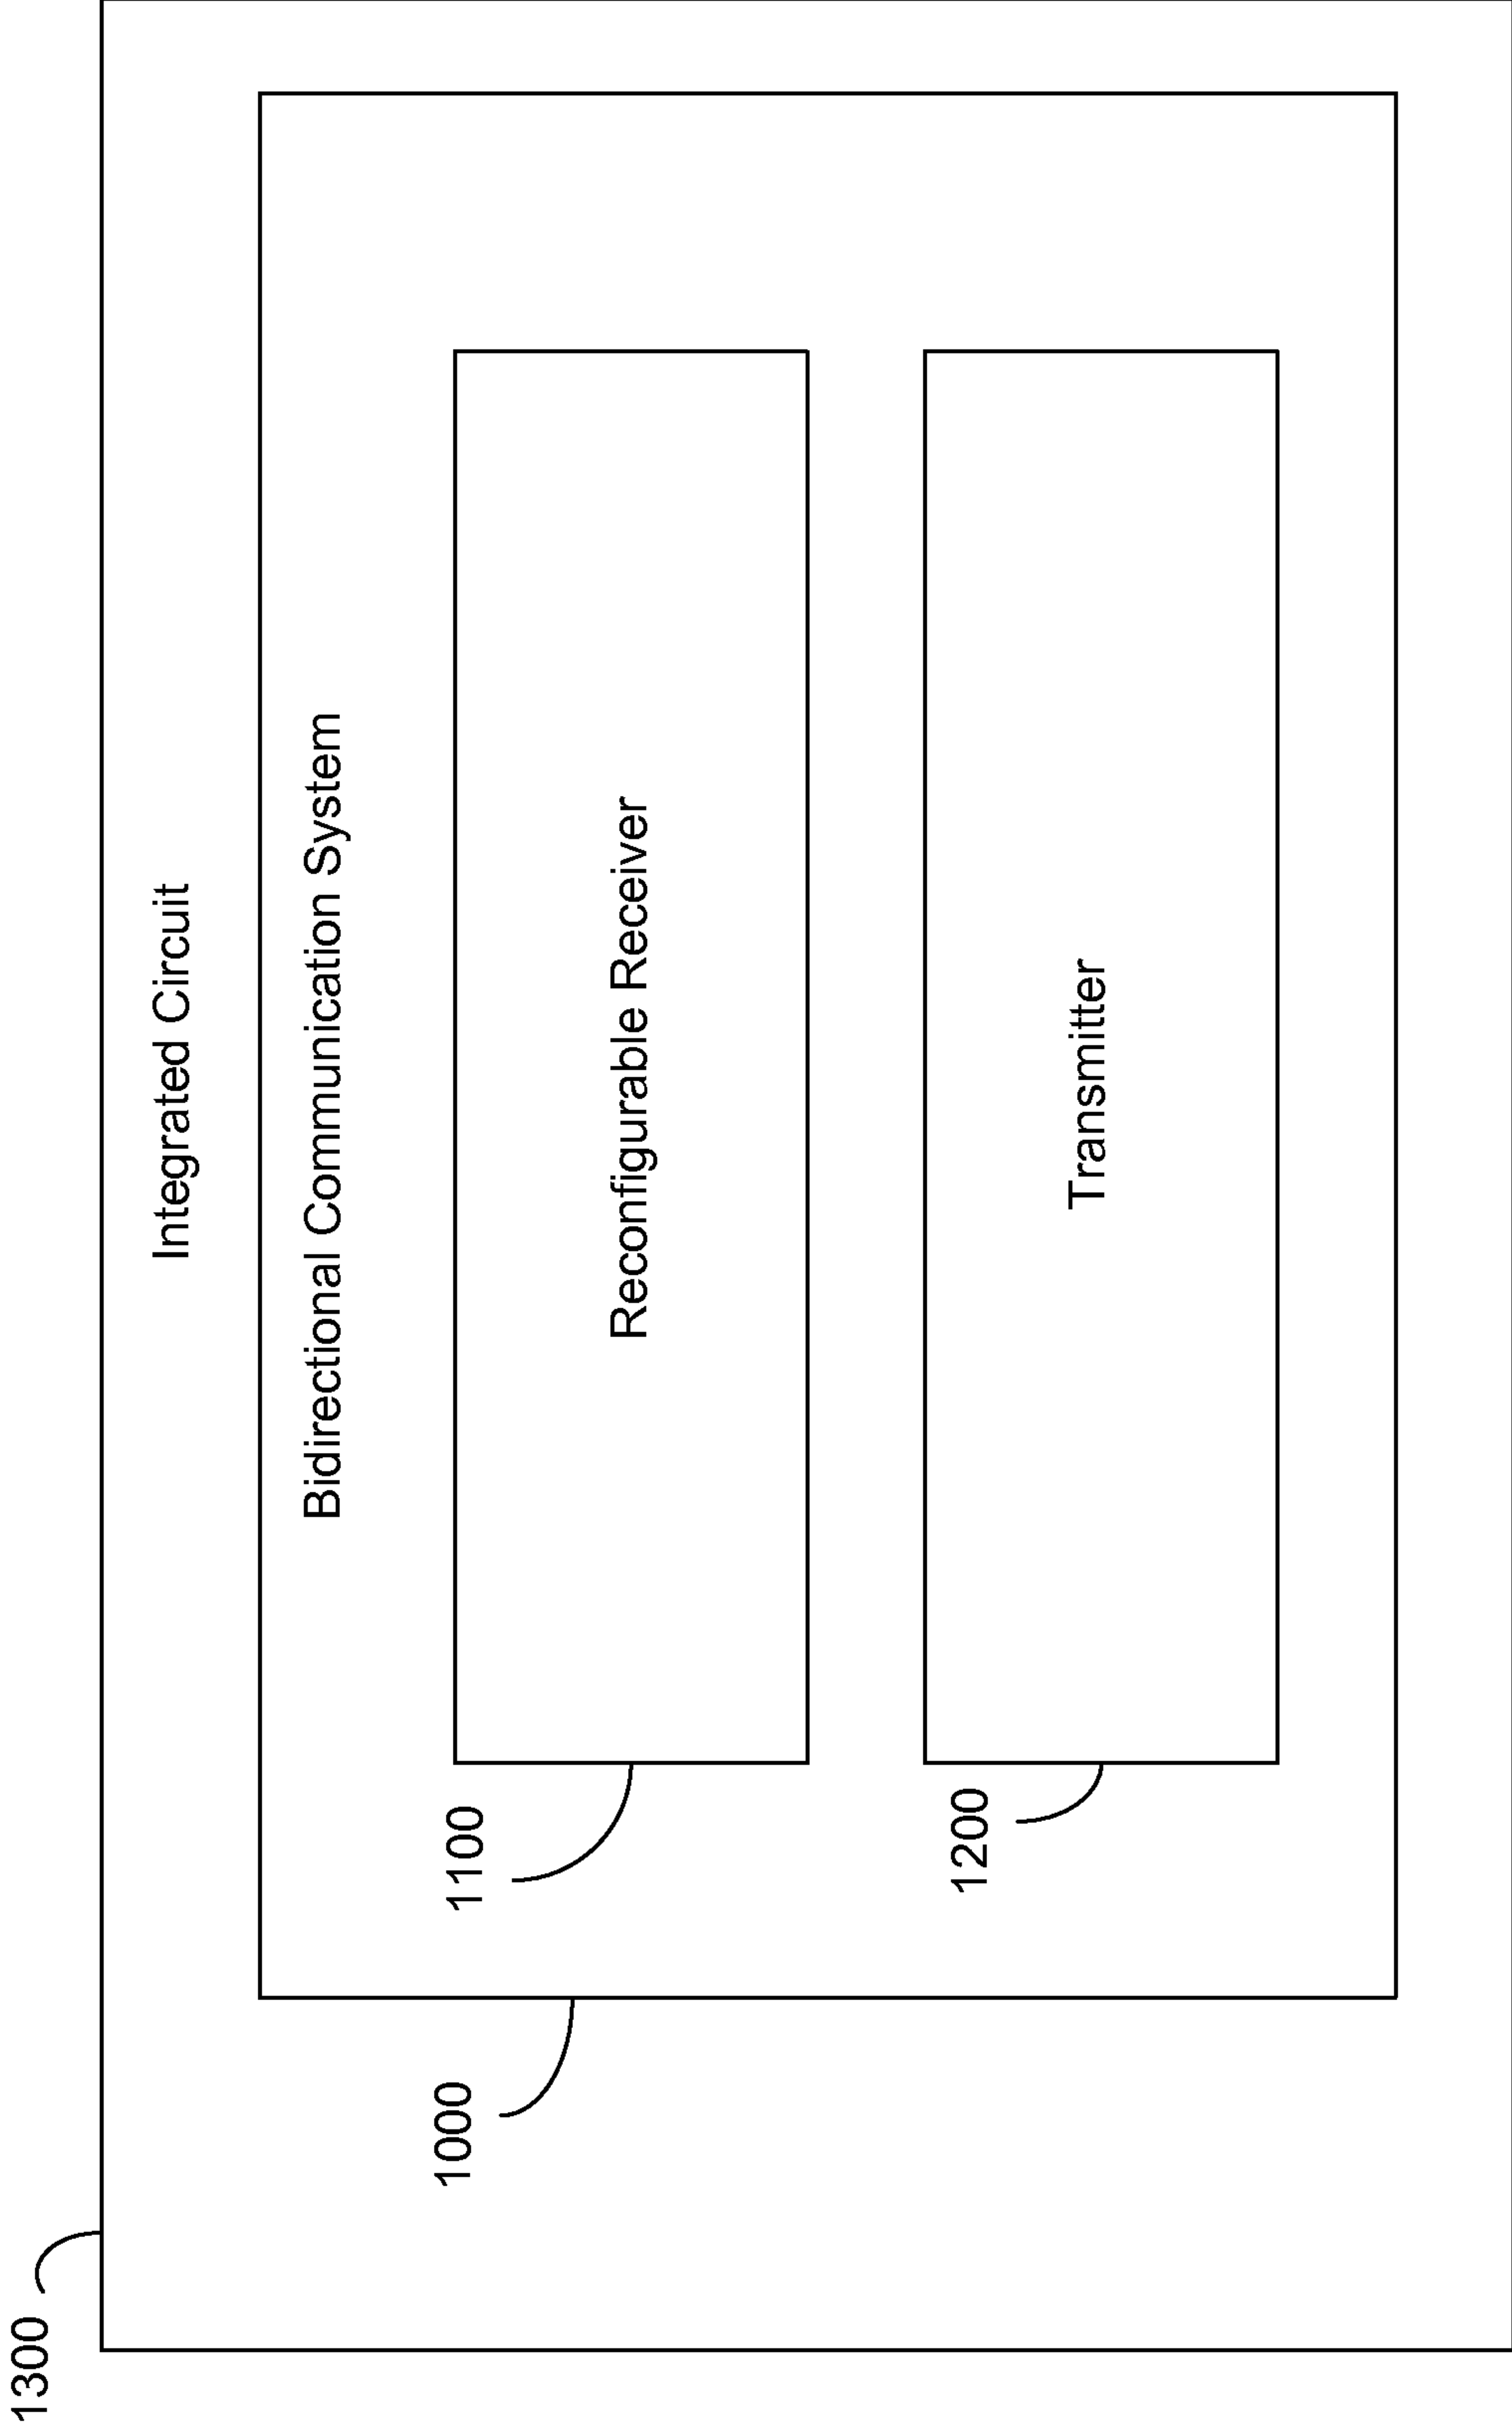 1300
Integrated Circuit
1000
Bidirectional Communication System
1100
Reconfigurable Receiver
1200
Transmitter